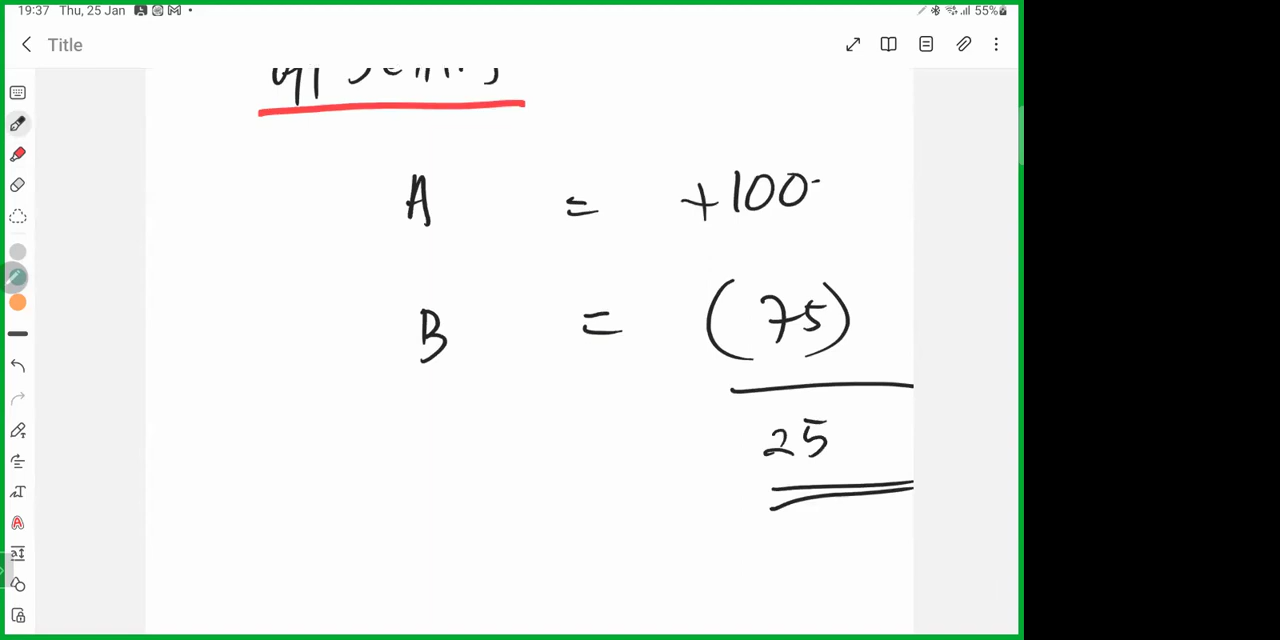 19:37 Thu, 25 Jan 55%
Title
A = +100
B = (75)
25